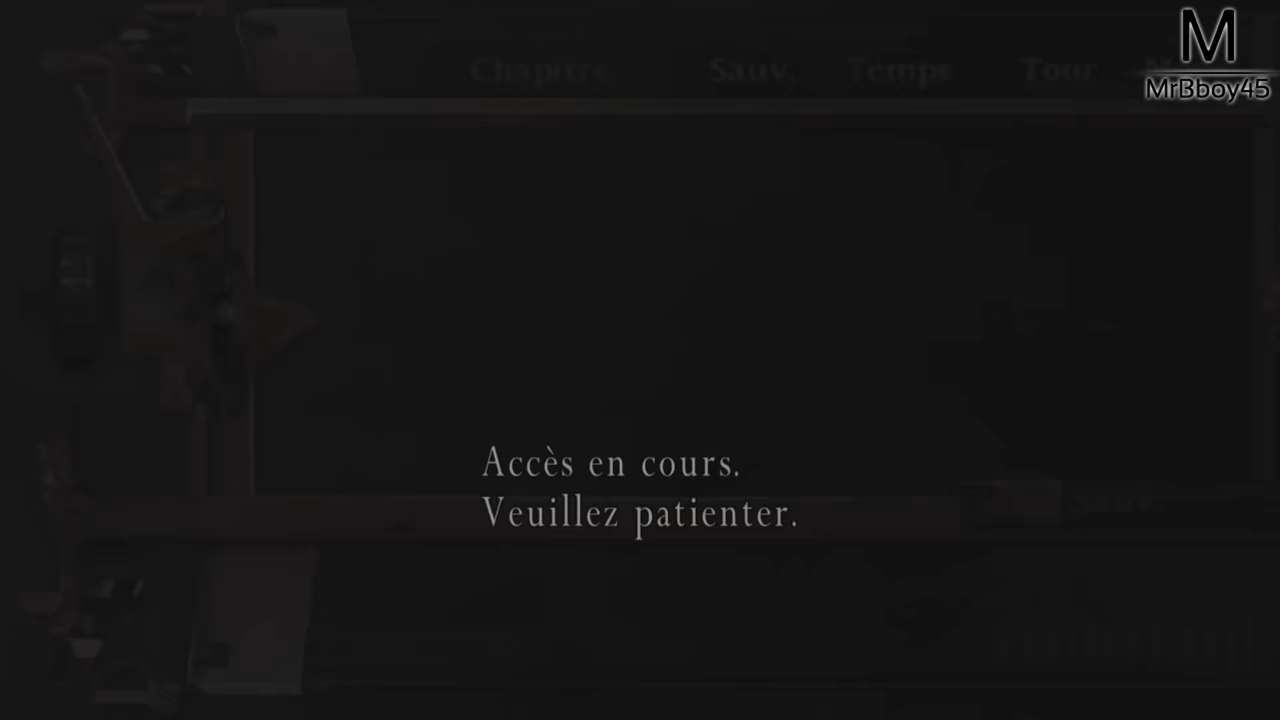 M
MrBboy45
Chapitre Sauv. Temps Tour
Accès en cours.
Veuillez patienter.